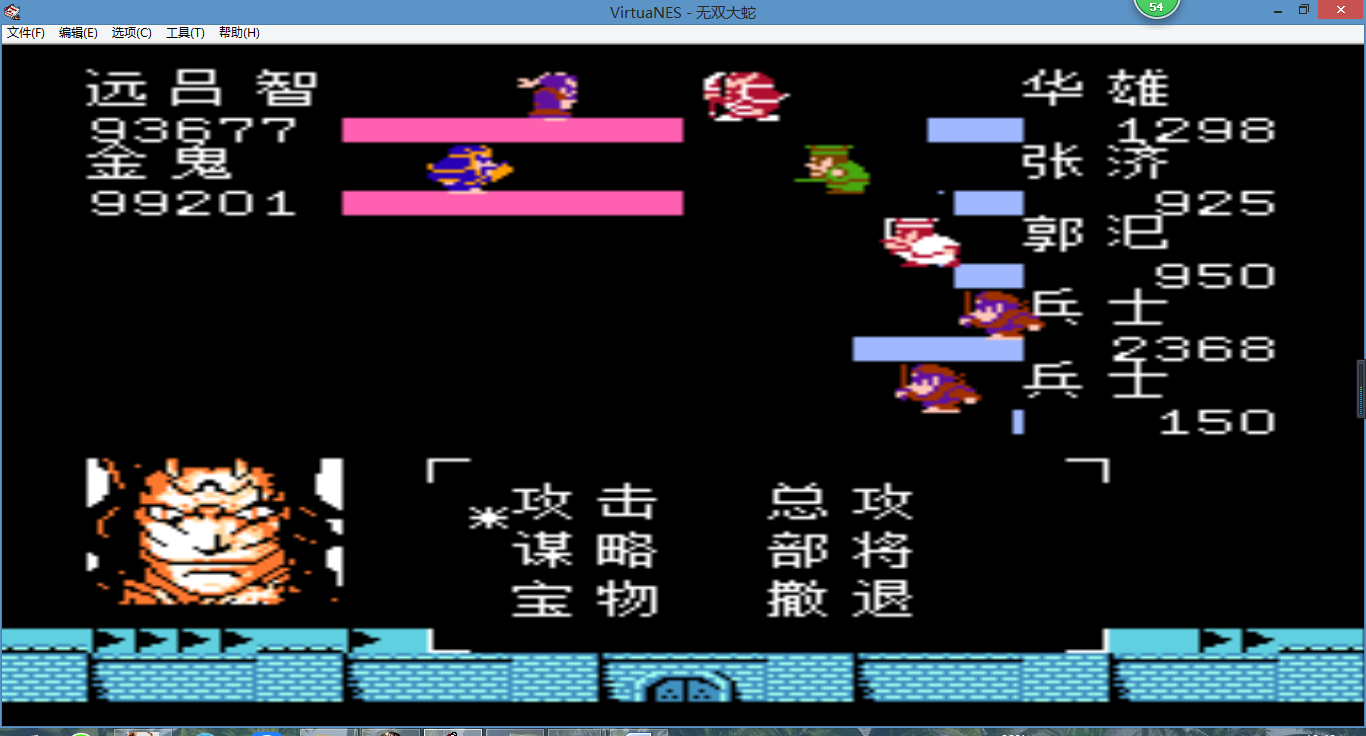 VirtuaNES - 无双大蛇
54
文件(F) 编辑(E) 选项(C) 工具(T) 帮助(H)
远吕智 华雄
93677 1298
金鬼 张济
99201 925
郭汜
950
兵士
2368
兵士
150
攻击 总攻
谋略 部将
宝物 撤退